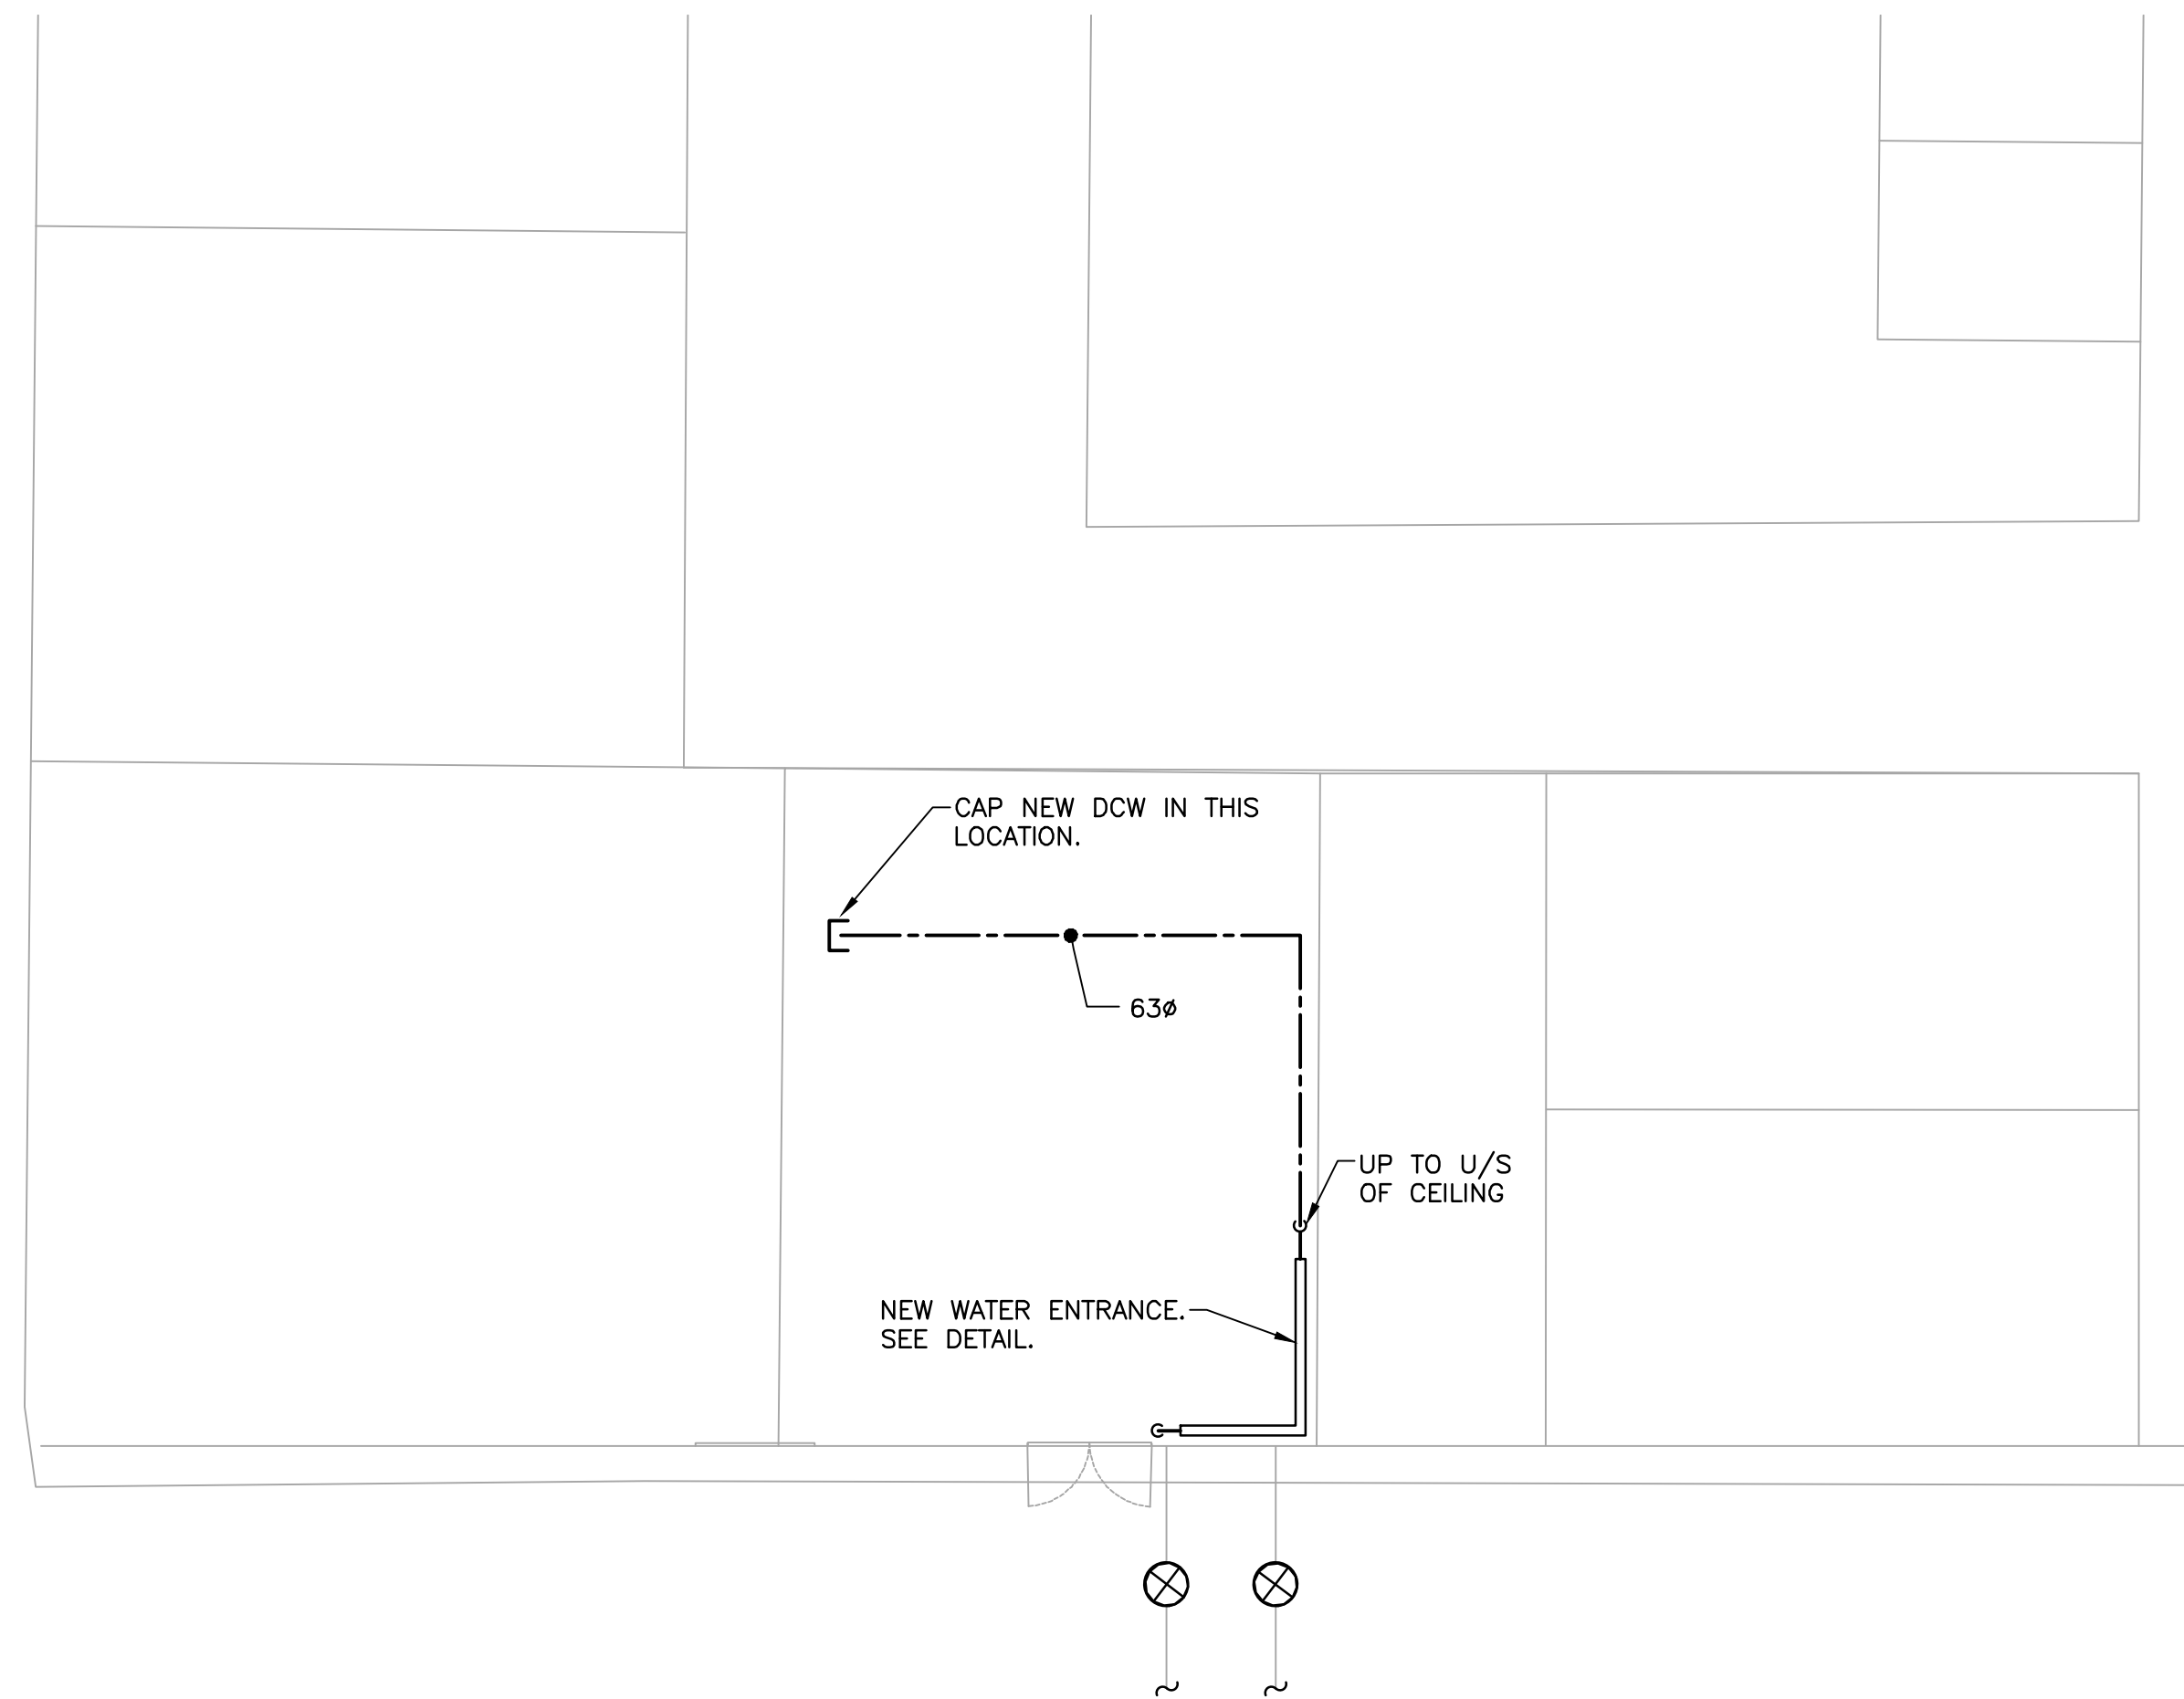 CAP NEW DCW IN THIS
LOCATION.
63ø
UP TO U/S
OF CEILING
NEW WATER ENTRANCE.
SEE DETAIL.